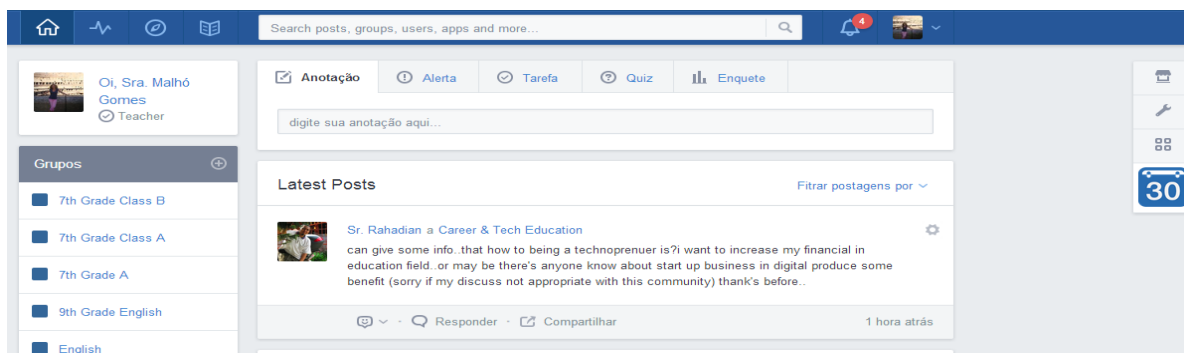 Search posts, groups, users, apps and more...
4
Oi, Sra. Malhó
Gomes
Teacher
Grupos
7th Grade Class B
7th Grade Class A
7th Grade A
9th Grade English
English
Anotação
Alerta
Tarefa
Quiz
Enquete
digite sua anotação aqui...
Latest Posts
Fitrar postagens por
Sr. Rahadian a Career & Tech Education
can give some info..that how to being a technoprenuer is?i want to increase my financial in
education field..or may be there's anyone know about start up business in digital produce some
benefit (sorry if my discuss not appropriate with this community) thank's before..
Responder
Compartilhar
1 hora atrás
30